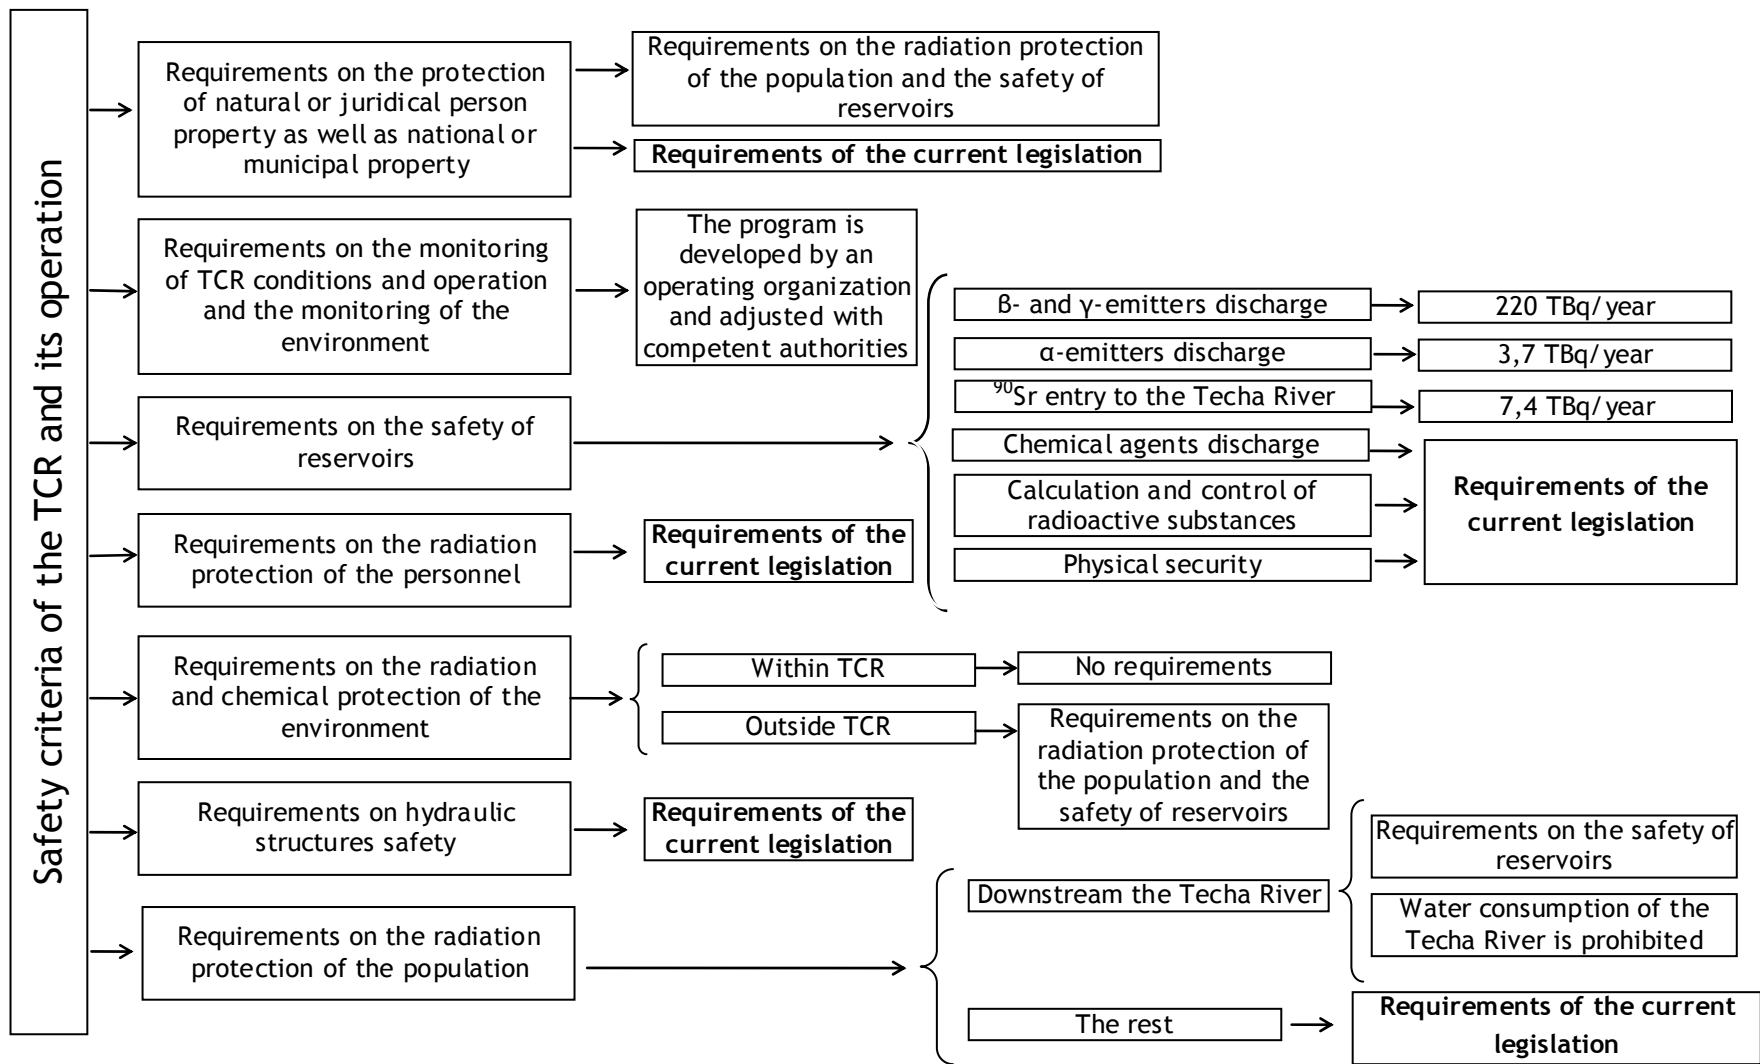 Safety criteria of the TCR and its operation
Requirements on the protection
of natural or juridical person
property as well as national or
municipal property
Requirements on the radiation protection
of the population and the safety of
reservoirs
Requirements of the current legislation
Requirements on the monitoring
of TCR conditions and operation
and the monitoring of the
environment
The program is
developed by an
operating organization
and adjusted with
competent authorities
Requirements on the safety of
reservoirs
ß- and γ-emitters discharge
220 TBq/year
α-emitters discharge
3,7 TBq/year
⁹⁰Sr entry to the Techa River
7,4 TBq/year
Chemical agents discharge
Calculation and control of
radioactive substances
Physical security
Requirements of the
current legislation
Requirements on the radiation
protection of the personnel
Requirements of the
current legislation
Requirements on the radiation
and chemical protection of the
environment
Within TCR
No requirements
Outside TCR
Requirements on the
radiation protection of
the population and the
safety of reservoirs
Requirements on hydraulic
structures safety
Requirements of the
current legislation
Requirements on the radiation
protection of the population
Downstream the Techa River
Requirements on the safety of
reservoirs
Water consumption of the
Techa River is prohibited
The rest
Requirements of the current
legislation